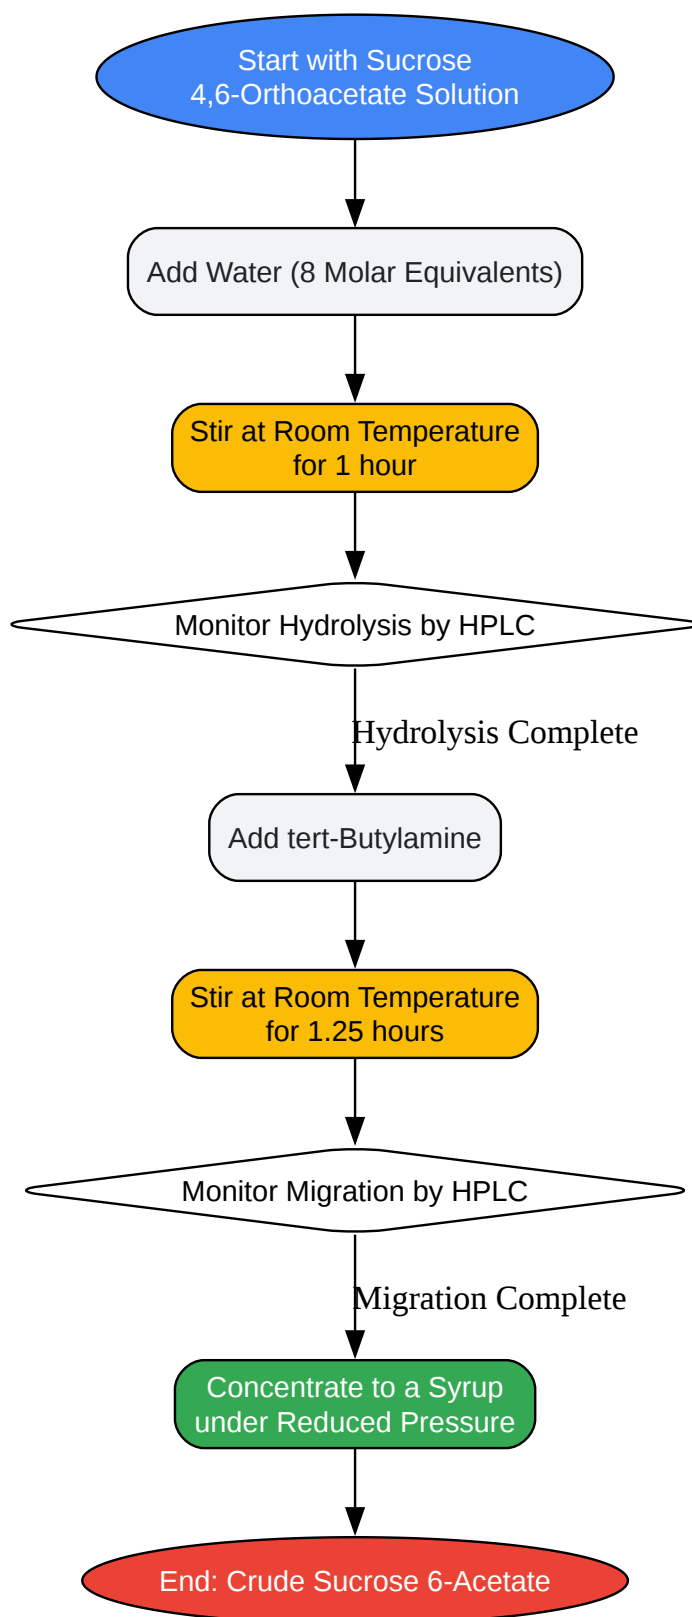 Start with Sucrose
4,6-Orthoacetate Solution
Add Water (8 Molar Equivalents)
Stir at Room Temperature
for 1 hour
Monitor Hydrolysis by HPLC
Hydrolysis Complete
Add tert-Butylamine
Stir at Room Temperature
for 1.25 hours
Monitor Migration by HPLC
Migration Complete
Concentrate to a Syrup
under Reduced Pressure
End: Crude Sucrose 6-Acetate